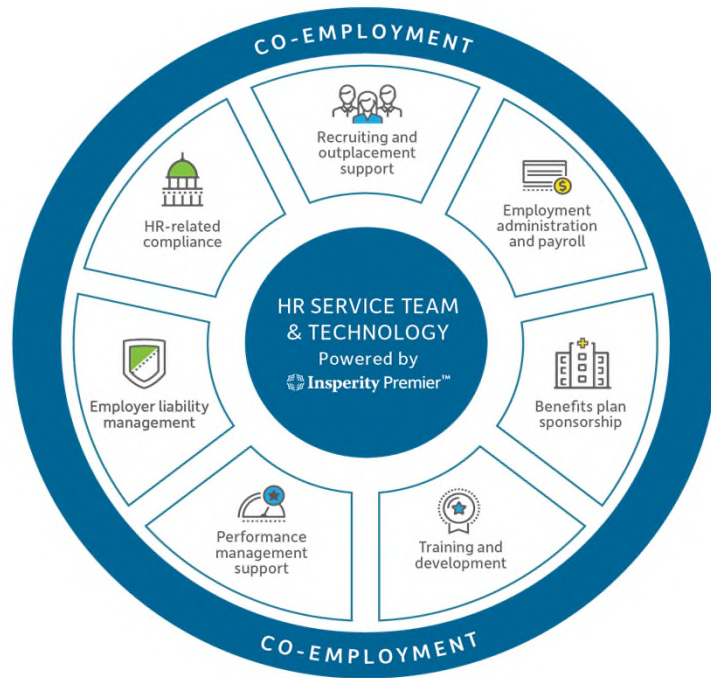 CO-EMPLOYMENT
Recruiting and
outplacement
support
$
Employment
administration
and payroll
Benefits plan
sponsorship
Training and
development
Performance
management
support
Employer liability
management
HR-related
compliance
HR SERVICE TEAM
& TECHNOLOGY
Powered by
Insperity Premier™
CO-EMPLOYMENT